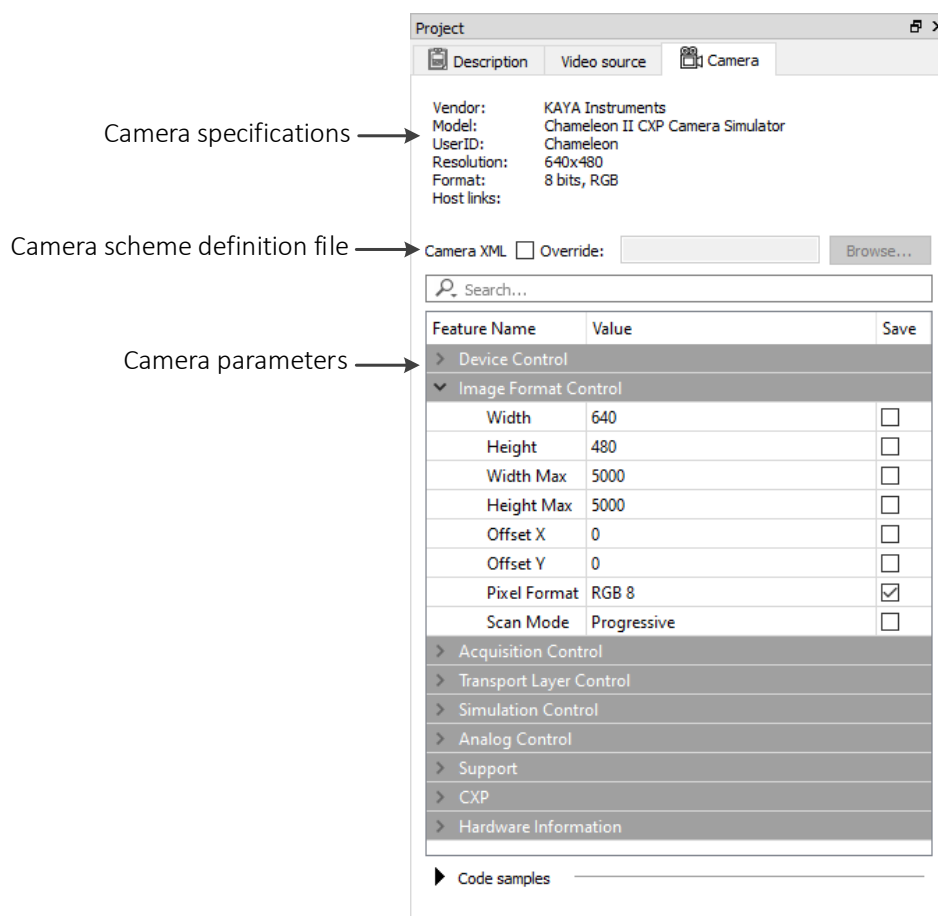 Project
Description Video source Camera
Camera specifications
Vendor: KAYA Instruments
Model: Chameleon II CXP Camera Simulator
UserID: Chameleon
Resolution: 640x480
Format: 8 bits, RGB
Host links:
Camera scheme definition file
Camera XML Override: Browse...
Search...
Feature Name Value Save
Camera parameters
Device Control
Image Format Control
Width 640
Height 480
Width Max 5000
Height Max 5000
Offset X 0
Offset Y 0
Pixel Format RGB 8
Scan Mode Progressive
Acquisition Control
Transport Layer Control
Simulation Control
Analog Control
Support
CXP
Hardware Information
Code samples